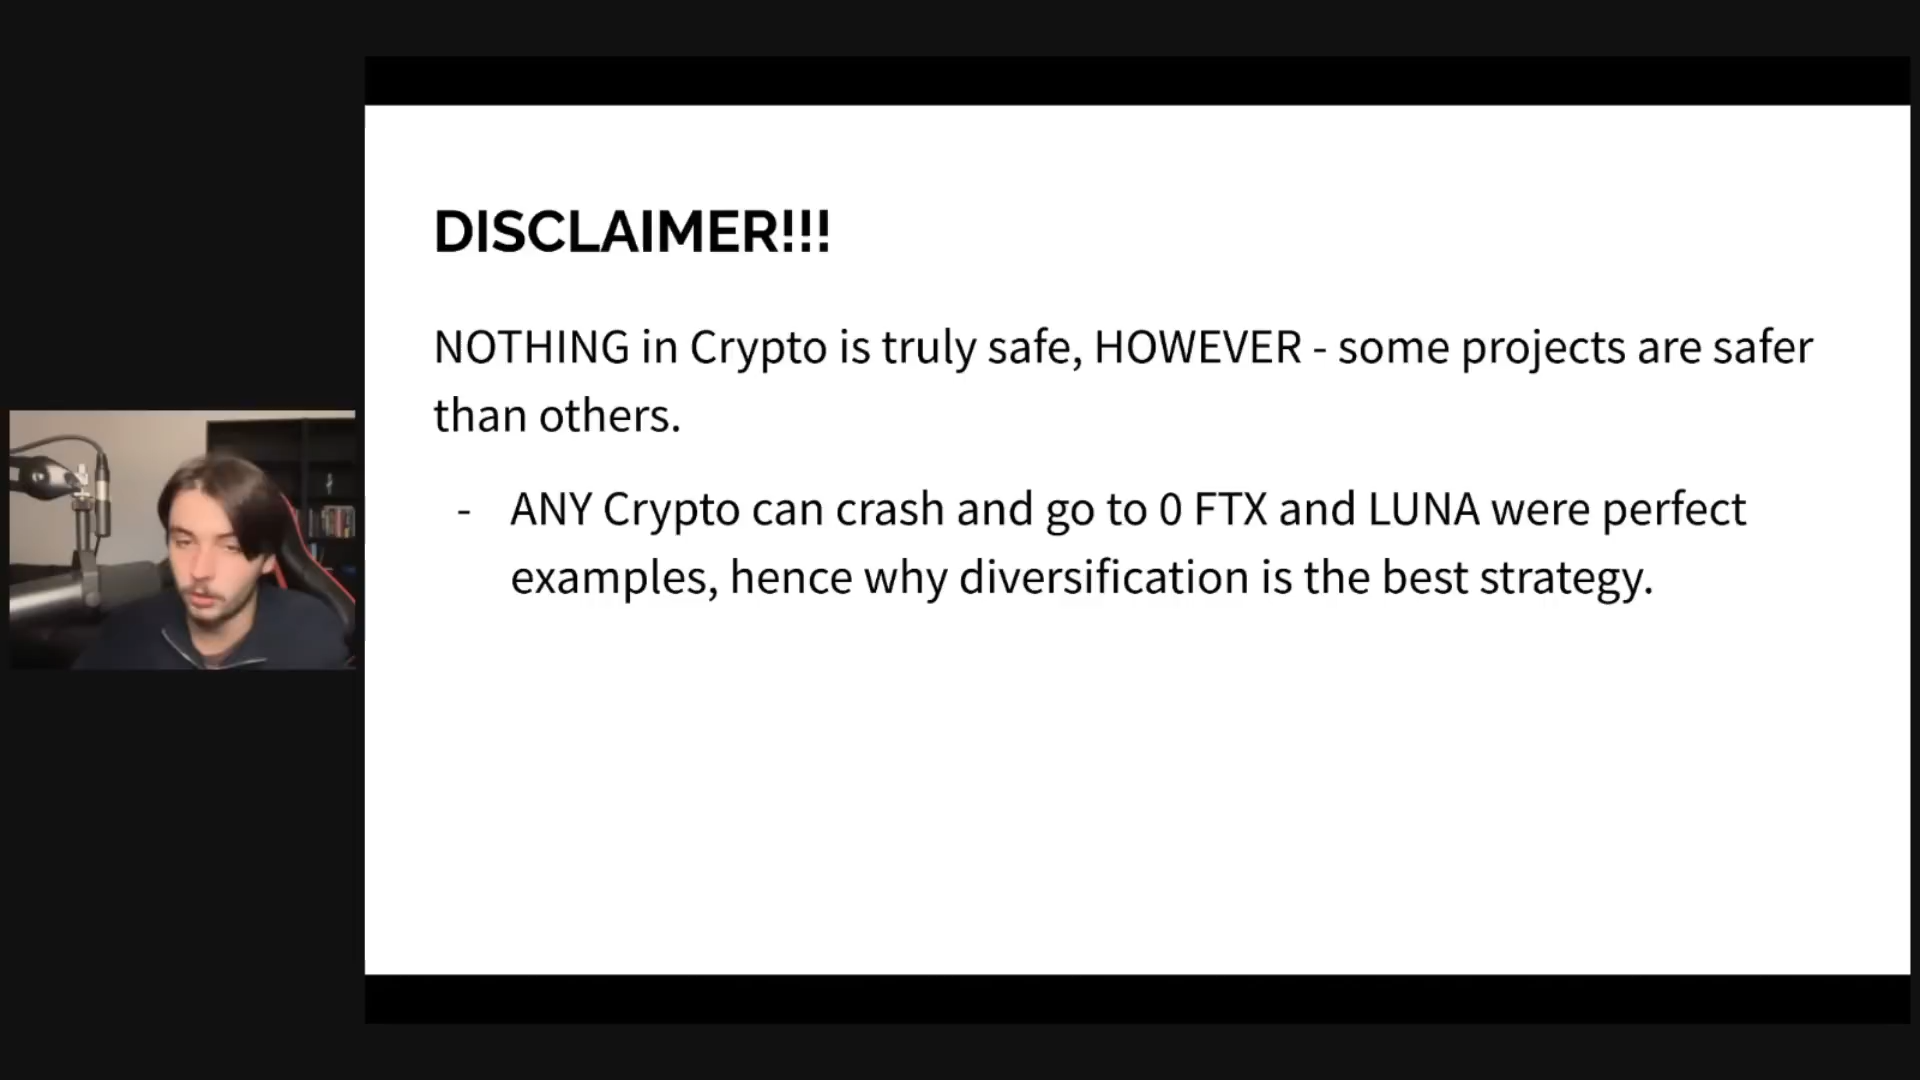 DISCLAIMER!!!
NOTHING in Crypto is truly safe, HOWEVER - some projects are safer
than others.
- ANY Crypto can crash and go to 0 FTX and LUNA were perfect
examples, hence why diversification is the best strategy.